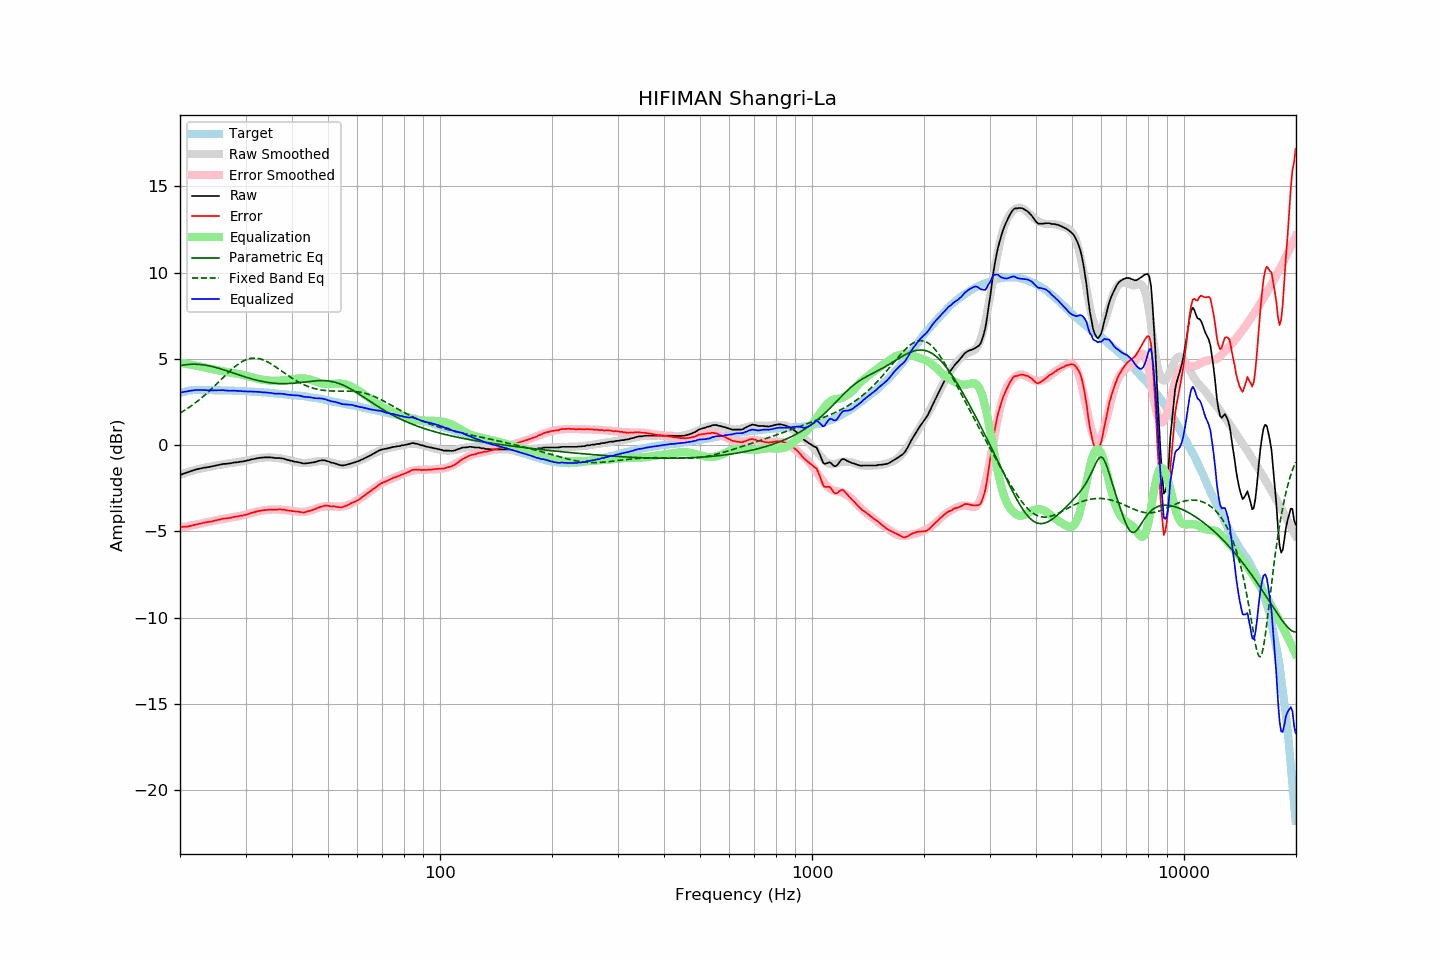 HIFIMAN Shangri-La
Target
Raw Smoothed
Error Smoothed
Raw
Error
Equalization
Parametric Eq
Fixed Band Eq
Equalized
15
10
5
0
−5
−10
−15
−20
Amplitude (dBr)
100
1000
10000
Frequency (Hz)